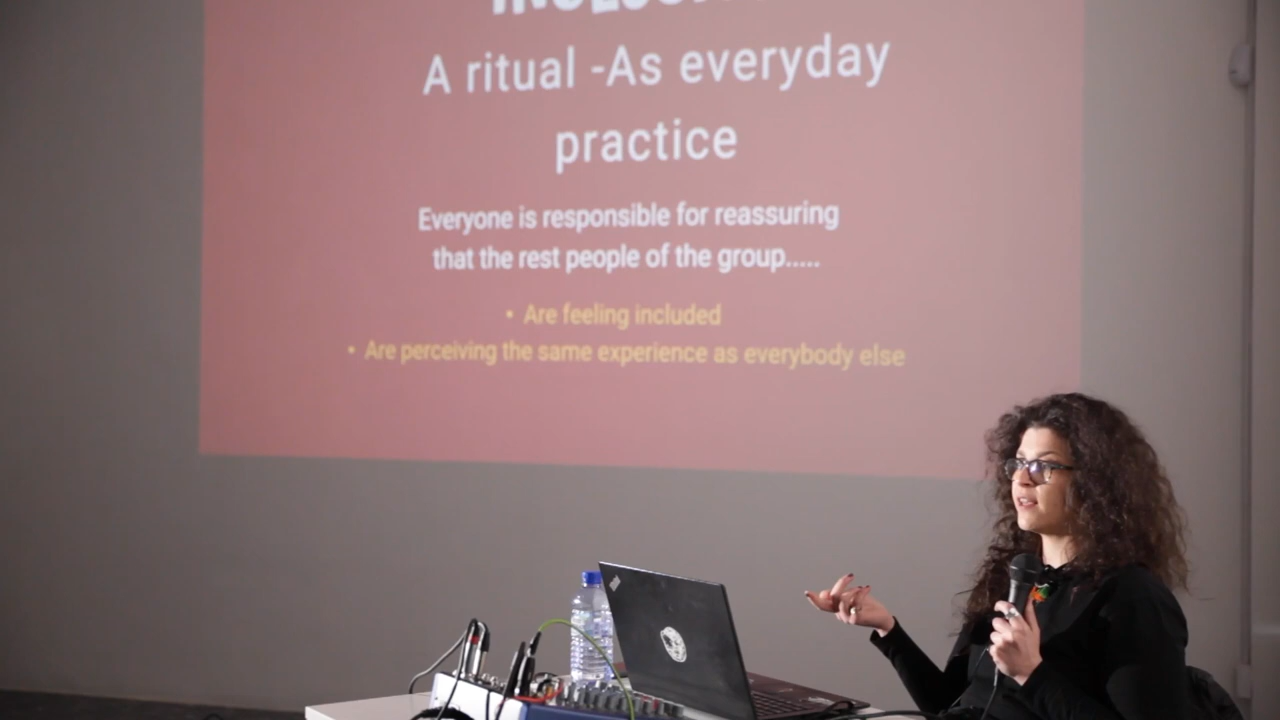 A ritual -As everyday
practice
Everyone is responsible for reassuring
that the rest people of the group.....
• Are feeling included
• Are perceiving the same experience as everybody else